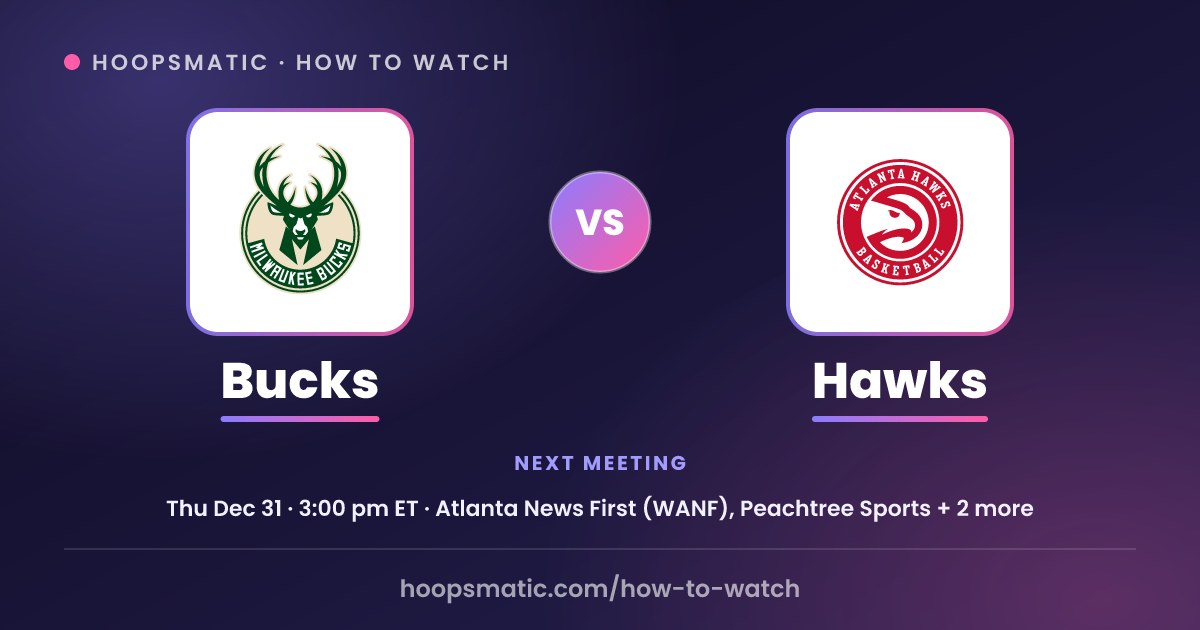 HOOPSMATIC · HOW TO WATCH
MILWAUKEE BUCKS
VS
ATLANTA HAWKS
BASKETBALL
Bucks
Hawks
NEXT MEETING
Thu Dec 31 · 3:00 pm ET · Atlanta News First (WANF), Peachtree Sports + 2 more
hoopsmatic.com/how-to-watch